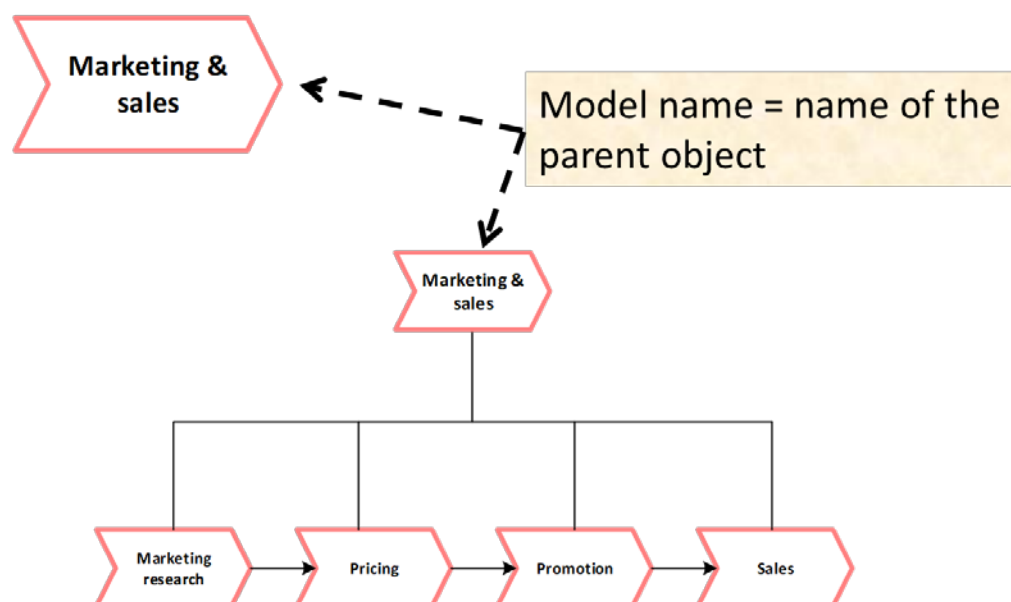 Marketing &
sales
Model name = name of the
parent object
Marketing &
sales
Marketing
research
Pricing
Promotion
Sales